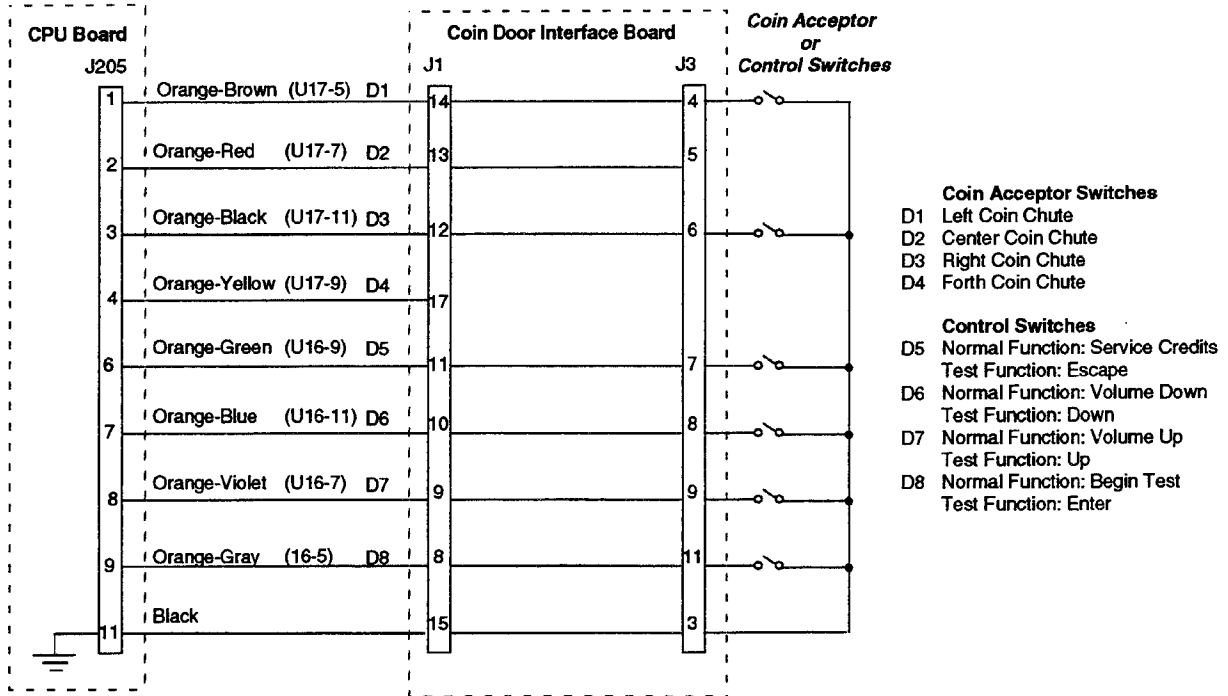 CPU Board
J205
Coin Door Interface Board
J1
J3
Coin Acceptor
or
Control Switches
1 Orange-Brown (U17-5) D1 14 4
2 Orange-Red (U17-7) D2 13 5
3 Orange-Black (U17-11) D3 12 6
4 Orange-Yellow (U17-9) D4 17
6 Orange-Green (U16-9) D5 11 7
7 Orange-Blue (U16-11) D6 10 8
8 Orange-Violet (U16-7) D7 9 9
9 Orange-Gray (16-5) D8 8 11
11 Black 15 3
Coin Acceptor Switches
D1 Left Coin Chute
D2 Center Coin Chute
D3 Right Coin Chute
D4 Forth Coin Chute
Control Switches
D5 Normal Function: Service Credits
Test Function: Escape
D6 Normal Function: Volume Down
Test Function: Down
D7 Normal Function: Volume Up
Test Function: Up
D8 Normal Function: Begin Test
Test Function: Enter